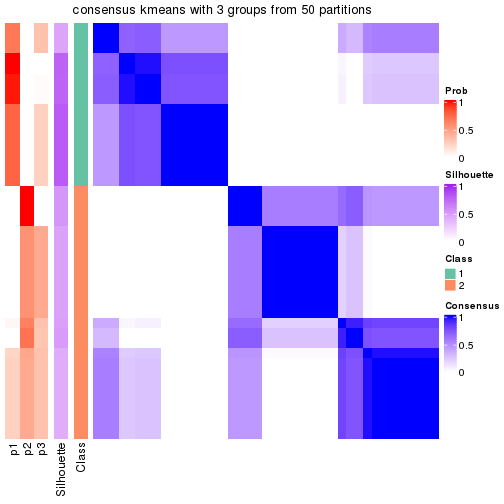 consensus kmeans with 3 groups from 50 partitions
Prob
1
0.5
0
Silhouette
1
0.5
0
Class
1
2
Consensus
1
0.5
0
p1
p2
p3
Silhouette
Class